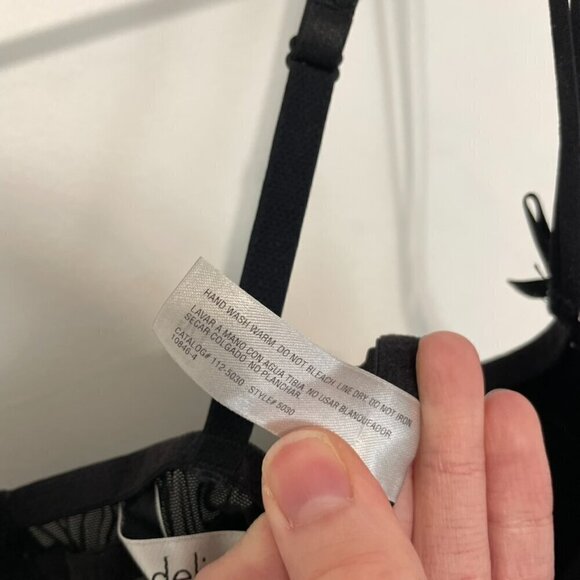 HAND WASH WARM. DO NOT BLEACH. LINE DRY. DO NOT IRON
LAVAR A MANO CON AGUA TIBIA. NO USAR BLANQUEADOR
SECAR COLGADO. NO PLANCHAR
CATALOG# 112-5030 STYLE# 5030
10846-4